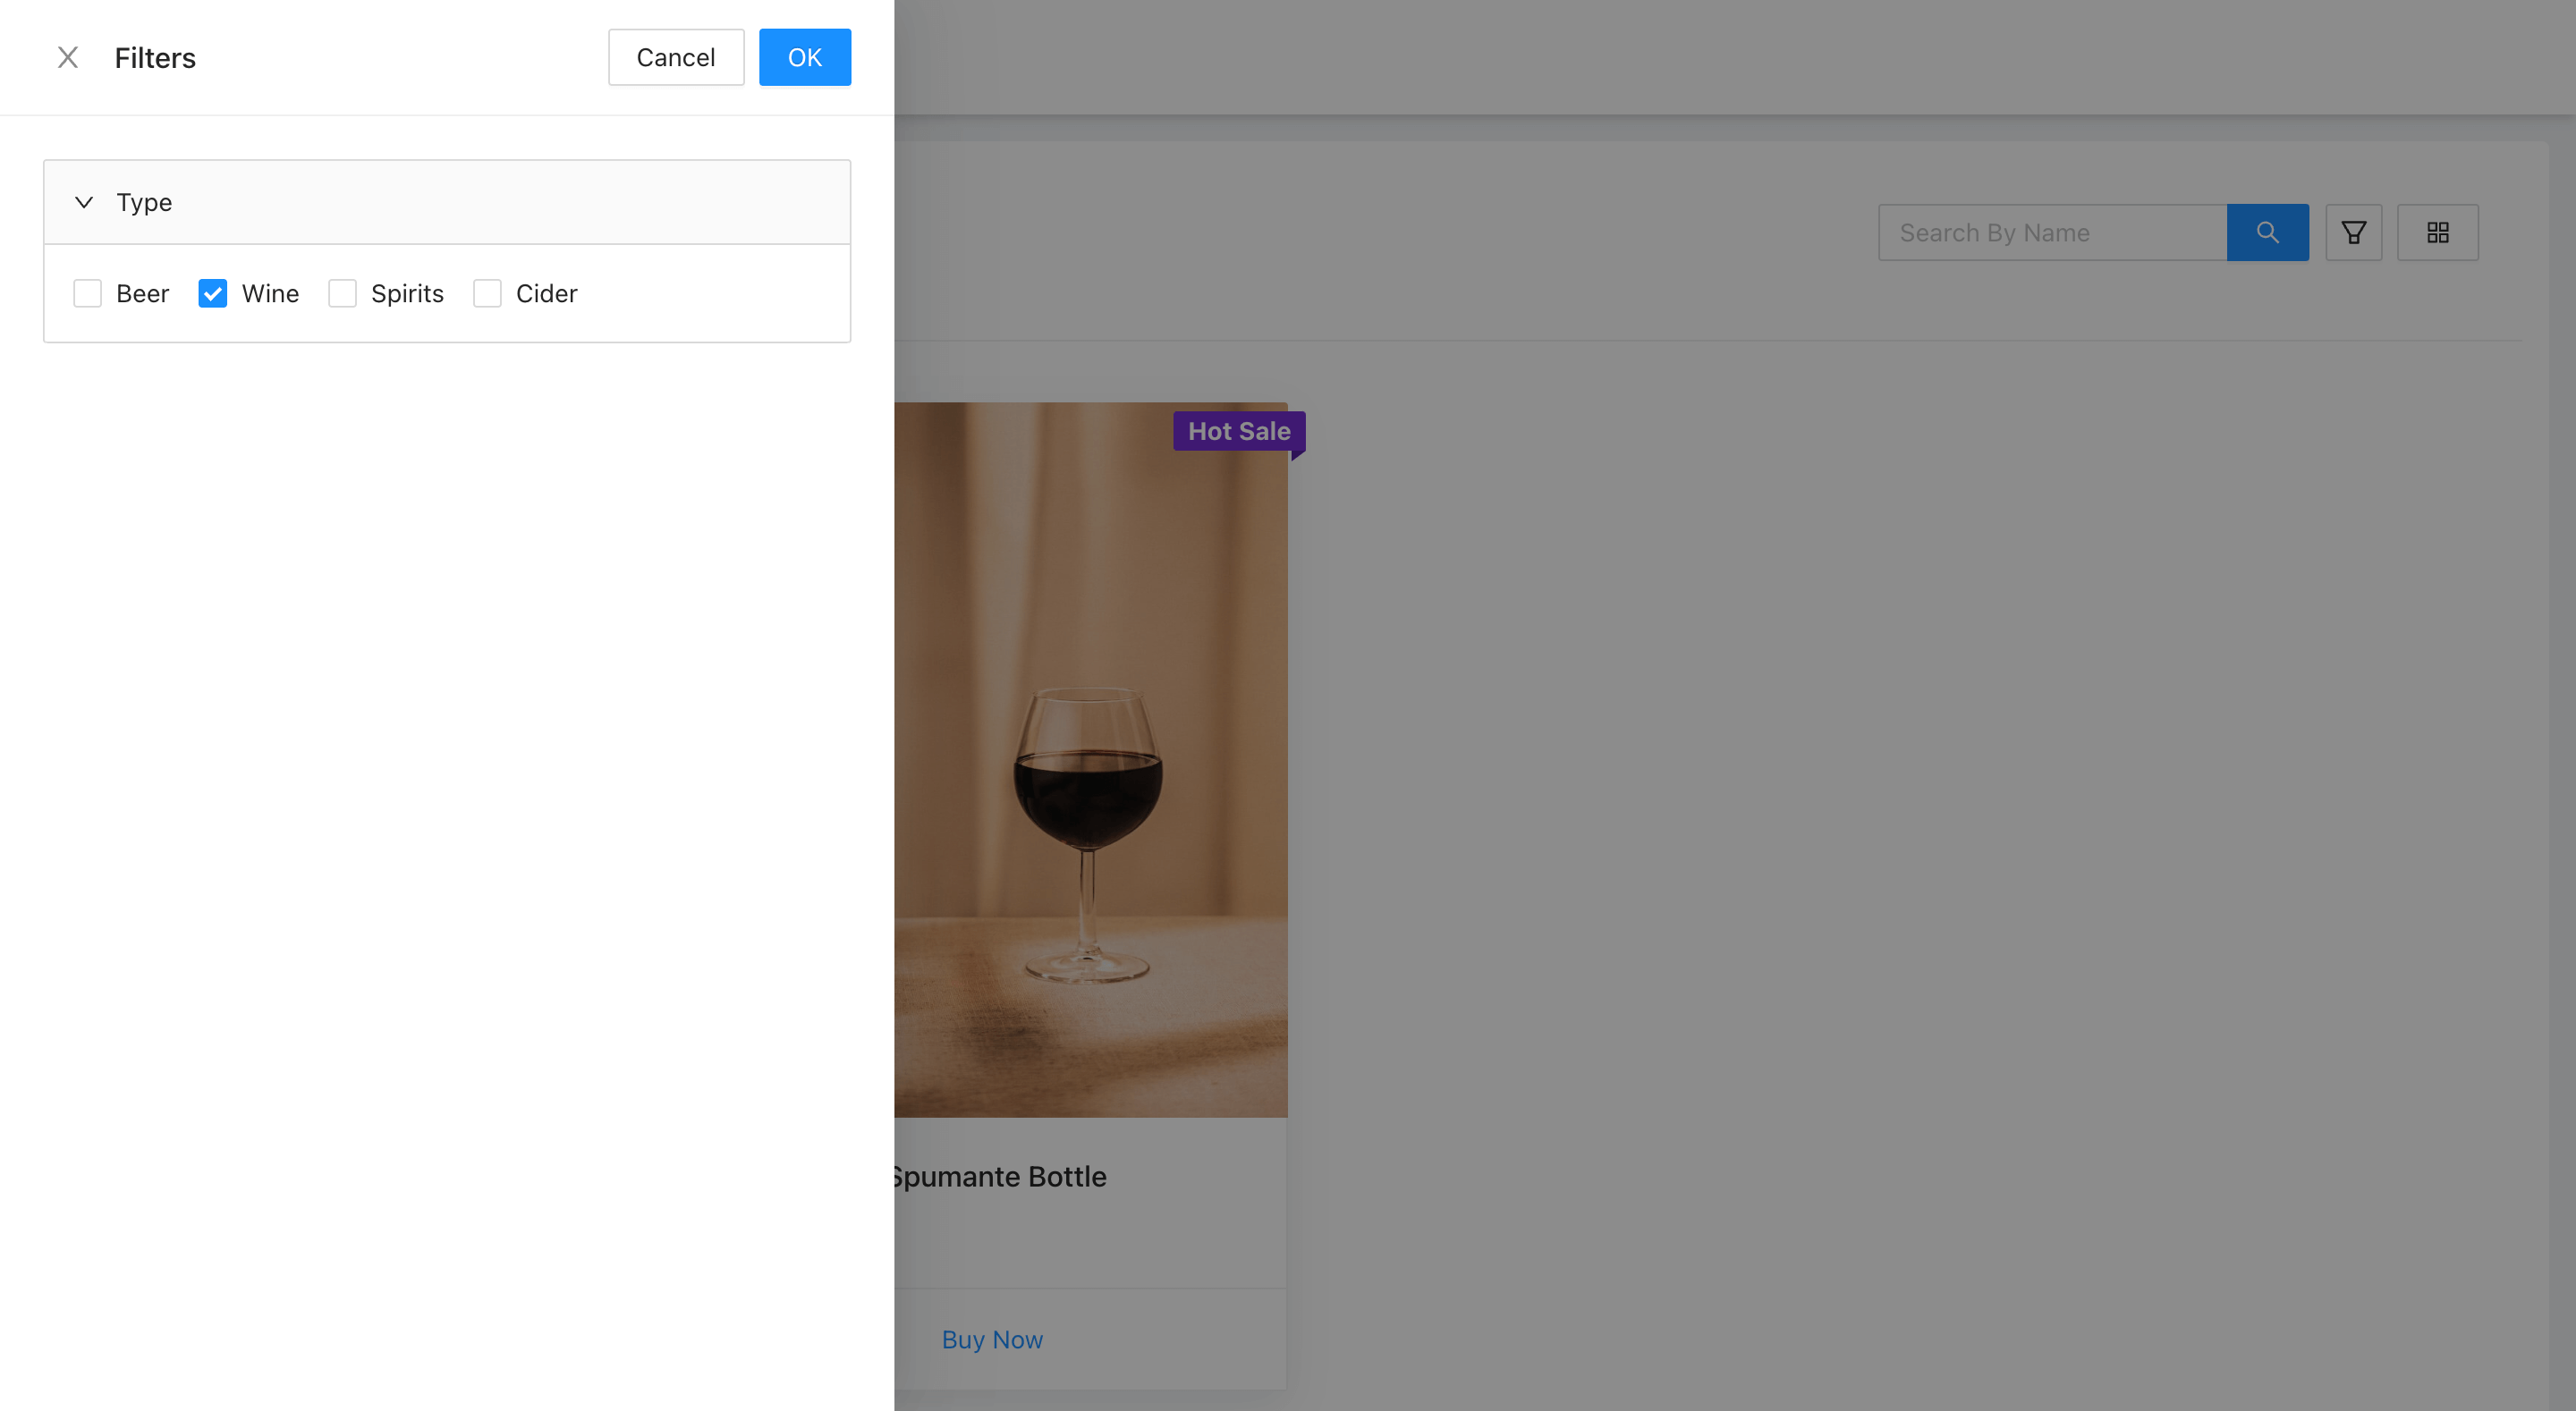 Filters
Cancel
OK
Type
Beer
Wine
Spirits
Cider
Search By Name
Hot Sale
Spumante Bottle
Buy Now